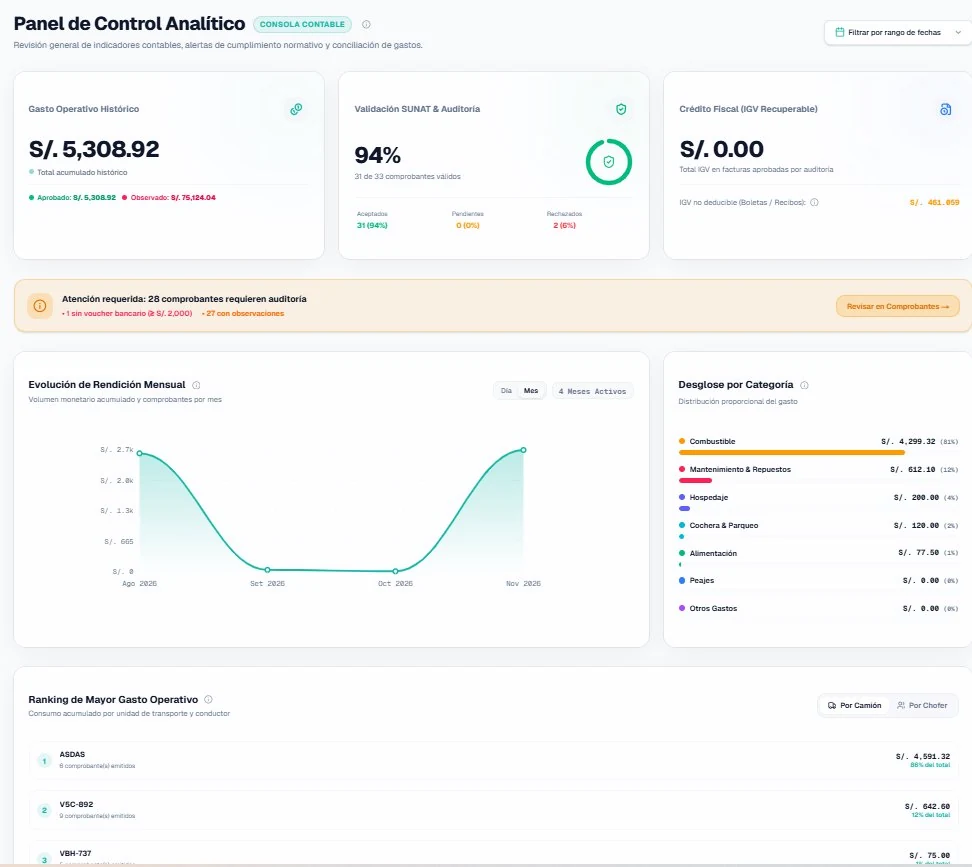 Panel de Control Analítico CONSOLA CONTABLE
Revisión general de indicadores contables, alertas de cumplimiento normativo y conciliación de gastos.
Filtrar por rango de fechas
Gasto Operativo Histórico
S/. 5,308.92
Total acumulado histórico
Aprobado: S/. 5,308.92 Observado: S/. 75,124.04
Validación SUNAT & Auditoría
94%
31 de 33 comprobantes válidos
Aceptados Pendientes Rechazados
31 (94%) 0 (0%) 2 (6%)
Crédito Fiscal (IGV Recuperable)
S/. 0.00
Total IGV en facturas aprobadas por auditoría
IGV no deducible (Boletas / Recibos): S/. 461.059
Atención requerida: 28 comprobantes requieren auditoría
• 1 sin voucher bancario (≥ S/. 2,000) • 27 con observaciones
Revisar en Comprobantes →
Evolución de Rendición Mensual
Volumen monetario acumulado y comprobantes por mes
Día Mes 4 Meses Activos
S/. 2.7k
S/. 2.0k
S/. 1.3k
S/. 665
S/. 0
Ago 2026 Set 2026 Oct 2026 Nov 2026
Desglose por Categoría
Distribución proporcional del gasto
Combustible S/. 4,299.32 (81%)
Mantenimiento & Repuestos S/. 612.10 (12%)
Hospedaje S/. 200.00 (4%)
Cochera & Parqueo S/. 120.00 (2%)
Alimentación S/. 77.50 (1%)
Peajes S/. 0.00 (0%)
Otros Gastos S/. 0.00 (0%)
Ranking de Mayor Gasto Operativo
Consumo acumulado por unidad de transporte y conductor
Por Camión Por Chofer
1 ASDAS S/. 4,591.32
6 comprobante(s) emitidos 86% del total
2 VSC-892 S/. 642.60
9 comprobante(s) emitidos 12% del total
3 VBH-737 S/. 75.00